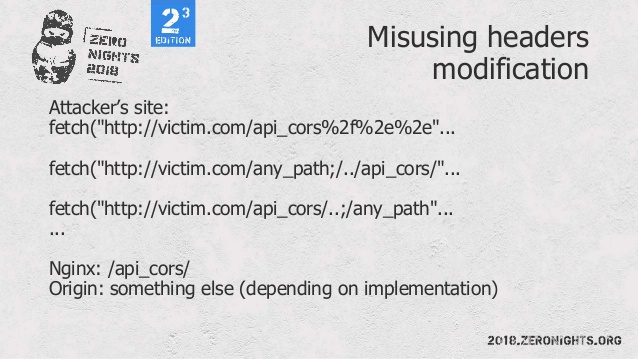 2³
EDITION
ZERO
NIGHTS
2018
Misusing headers
modification
Attacker’s site:
fetch("http://victim.com/api_cors%2f%2e%2e"...
fetch("http://victim.com/any_path;/../api_cors/"...
fetch("http://victim.com/api_cors/..;/any_path"...
...
Nginx: /api_cors/
Origin: something else (depending on implementation)
2018.ZERONIGHTS.ORG